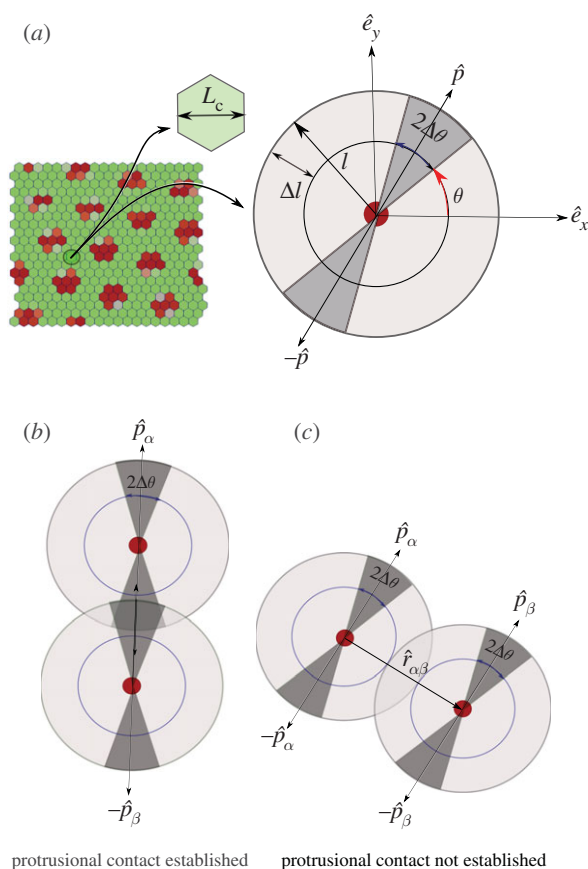 (a)
L_c
ê_y
p̂
2Δθ
l
Δl
θ
ê_x
−p̂
(b)
p̂_α
2Δθ
−p̂_β
(c)
p̂_α
2Δθ
p̂_β
2Δθ
r̂_αβ
−p̂_α
−p̂_β
protrusional contact established
protrusional contact not established